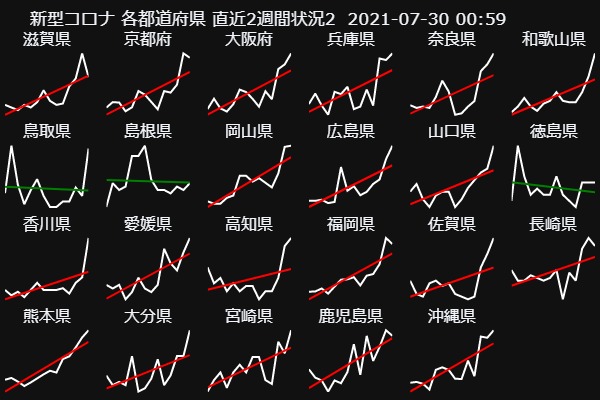 新型コロナ 各都道府県 直近2週間状況2 2021-07-30 00:59
滋賀県 京都府 大阪府 兵庫県 奈良県 和歌山県
鳥取県 島根県 岡山県 広島県 山口県 徳島県
香川県 愛媛県 高知県 福岡県 佐賀県 長崎県
熊本県 大分県 宮崎県 鹿児島県 沖縄県